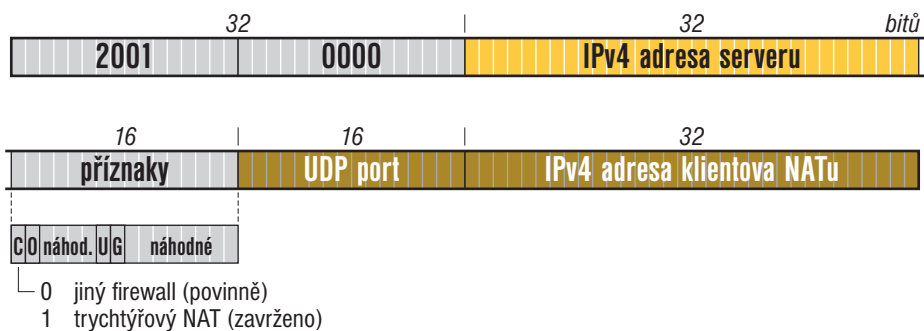 32 32 bitů
2001 0000 IPv4 adresa serveru
16 16 32
příznaky UDP port IPv4 adresa klientova NATu
C O náhod. U G náhodné
0 jiný firewall (povinně)
1 trychtýřový NAT (zavrženo)